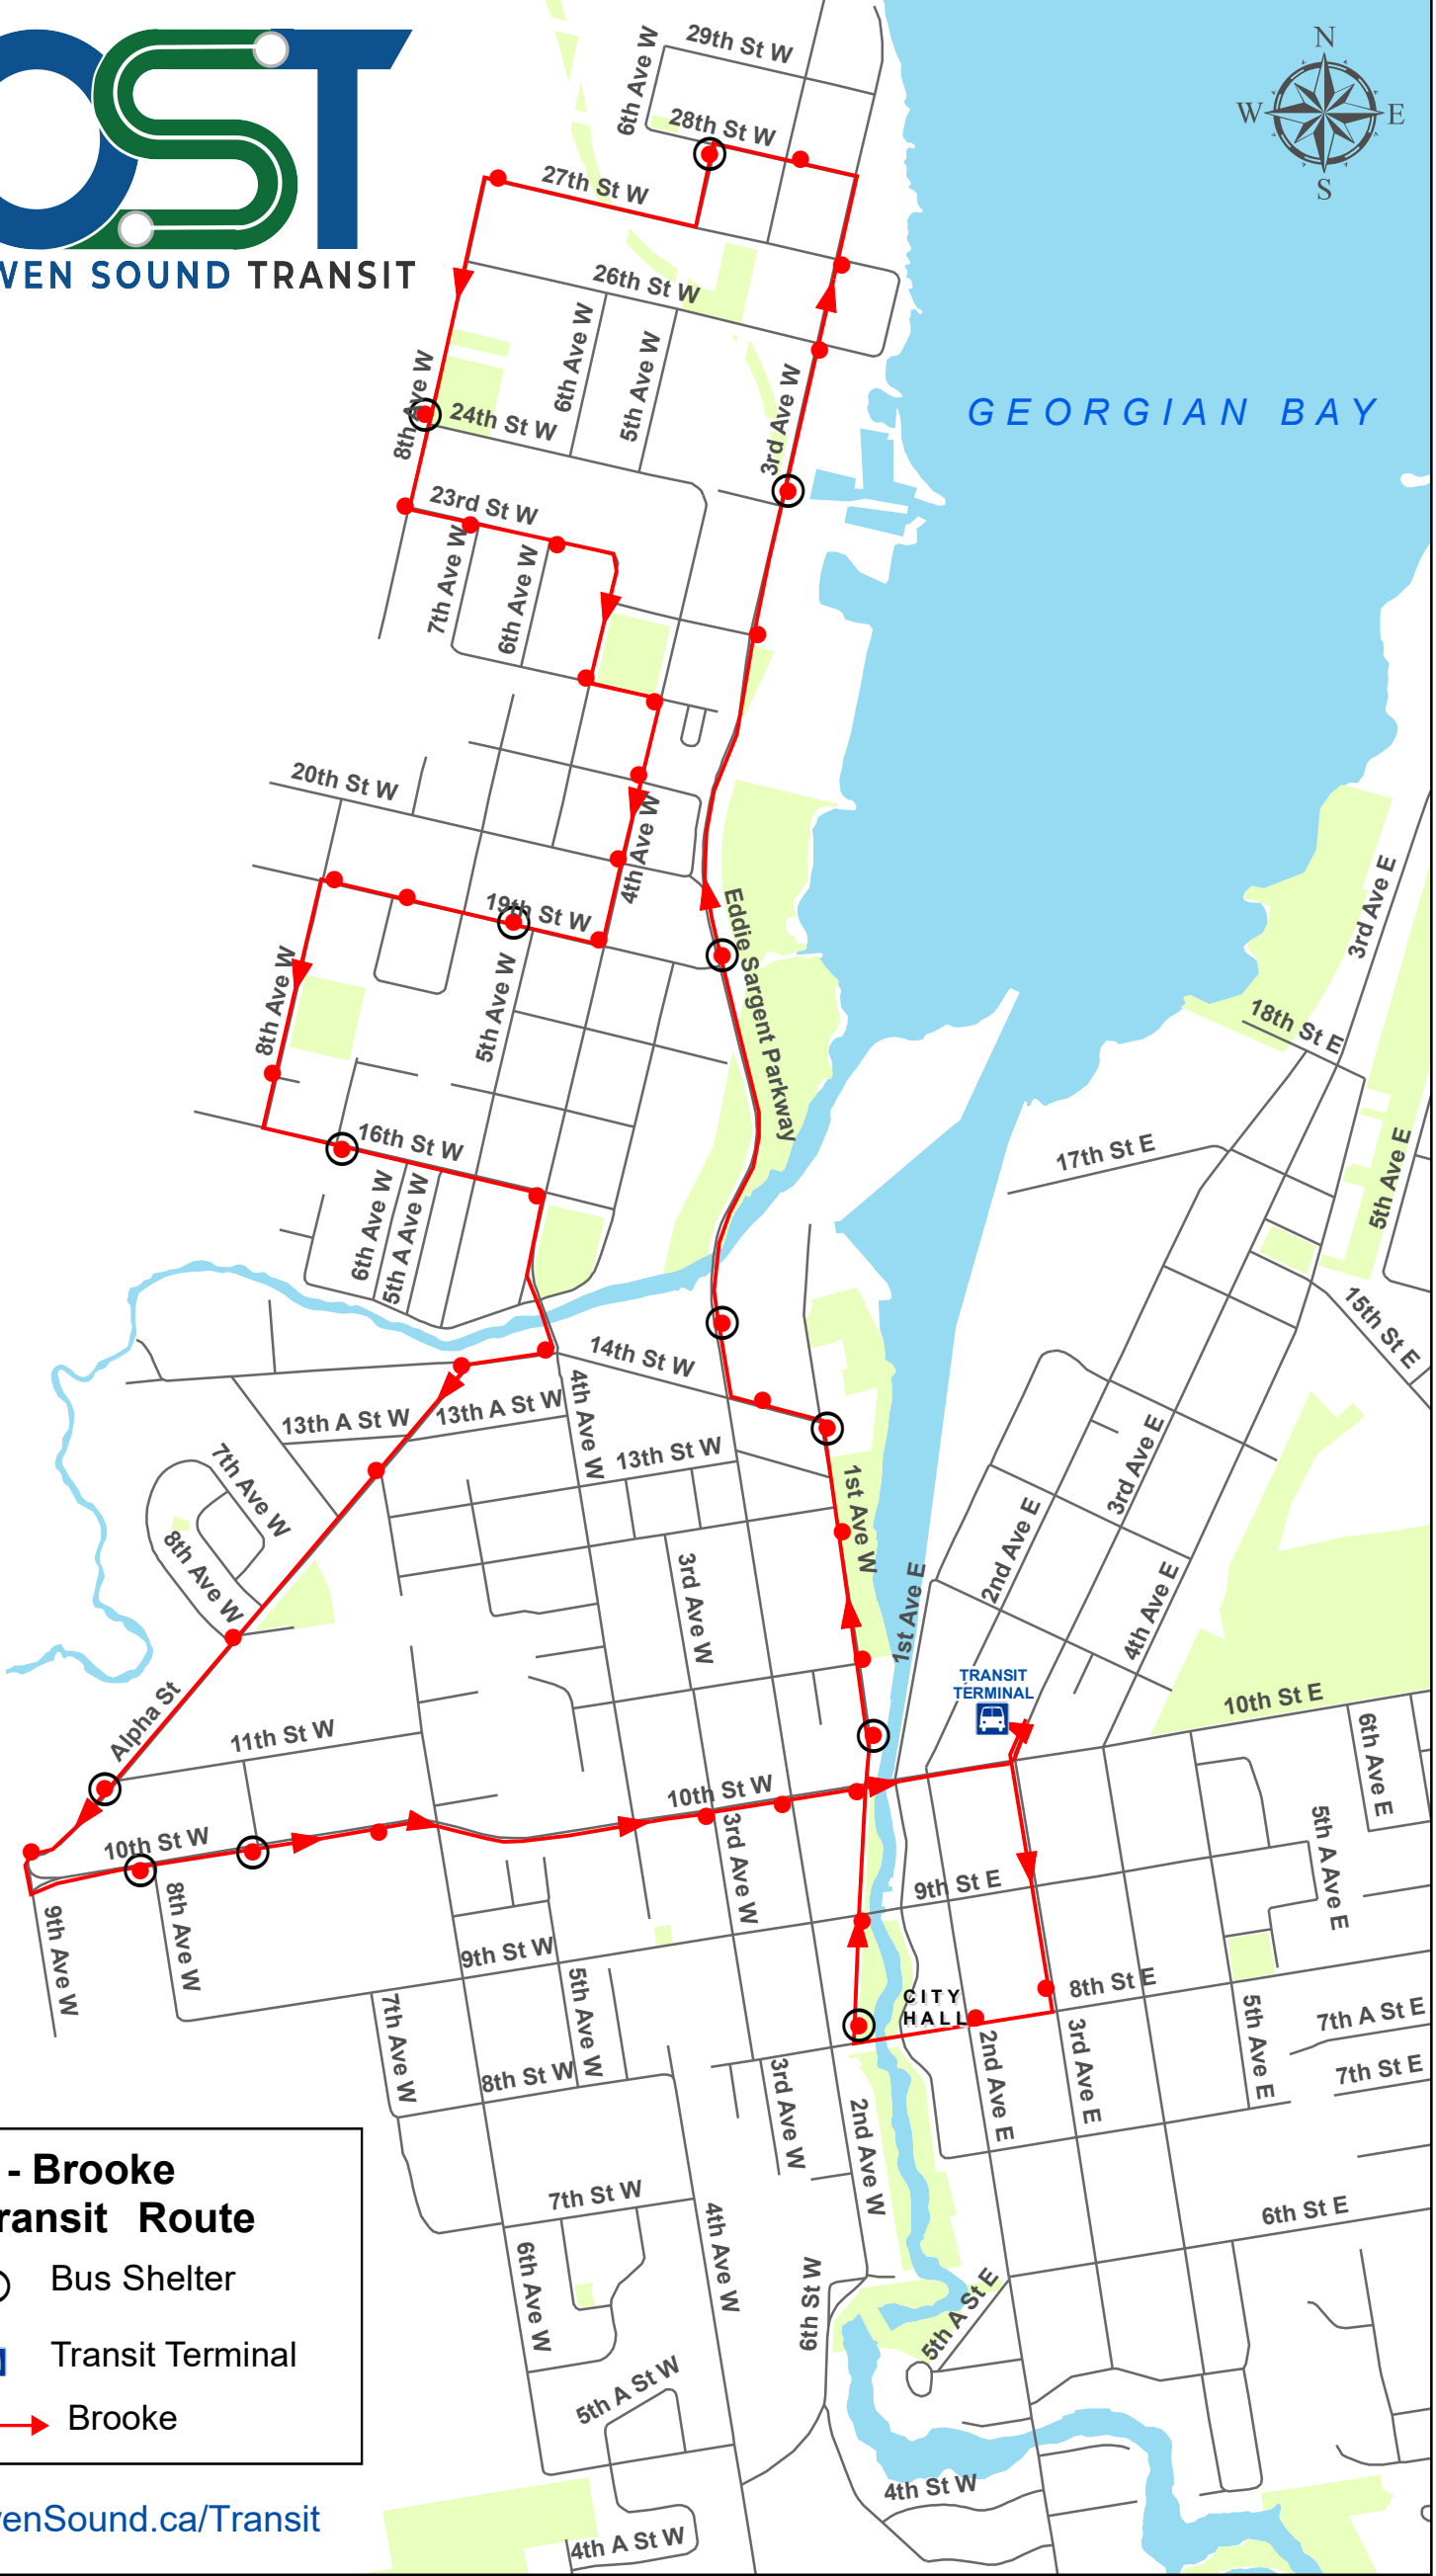 OST
WEN SOUND TRANSIT
N
W E
S
29th St W
6th Ave W
28th St W
27th St W
26th St W
6th Ave W
5th Ave W
8th Ave W
24th St W
3rd Ave W
GEORGIAN BAY
23rd St W
7th Ave W
6th Ave W
20th St W
4th Ave W
19th St W
Eddie Sargent Parkway
8th Ave W
5th Ave W
3rd Ave E
18th St E
16th St W
17th St E
5th Ave E
6th Ave W
5th A Ave W
15th St E
14th St W
13th A St W
13th A St W
4th Ave W
13th St W
7th Ave W
8th Ave W
1st Ave W
3rd Ave E
2nd Ave E
3rd Ave W
1st Ave E
4th Ave E
TRANSIT
TERMINAL
Alpha St
11th St W
10th St E
6th Ave E
10th St W
10th St W
3rd Ave W
5th A Ave E
9th St E
8th Ave W
9th Ave W
9th St W
5th Ave W
7th Ave W
CITY
HALL
8th St E
7th A St E
5th Ave E
7th St E
8th St W
3rd Ave W
2nd Ave W
2nd Ave E
3rd Ave E
7th St W
4th Ave W
6th Ave W
6th St W
6th St E
5th A St E
5th A St W
4th St W
4th A St W
- Brooke
ransit Route
Bus Shelter
Transit Terminal
Brooke
venSound.ca/Transit